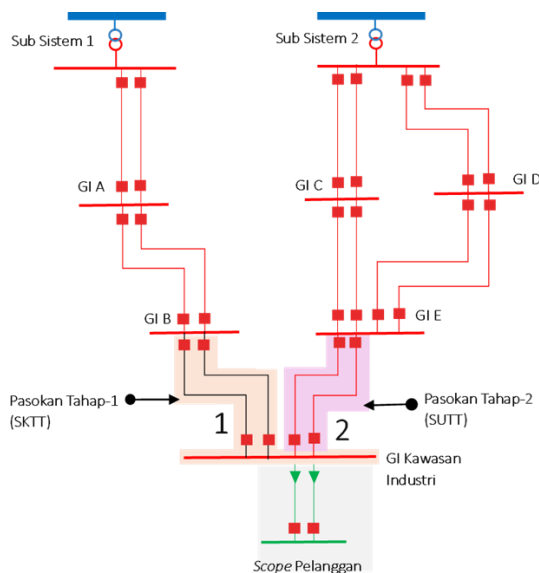 Sub Sistem 1
Sub Sistem 2
GI A
GI C
GI D
GI B
GI E
Pasokan Tahap-1
(SKTT)
Pasokan Tahap-2
(SUTT)
1
2
GI Kawasan
Industri
Scope Pelanggan